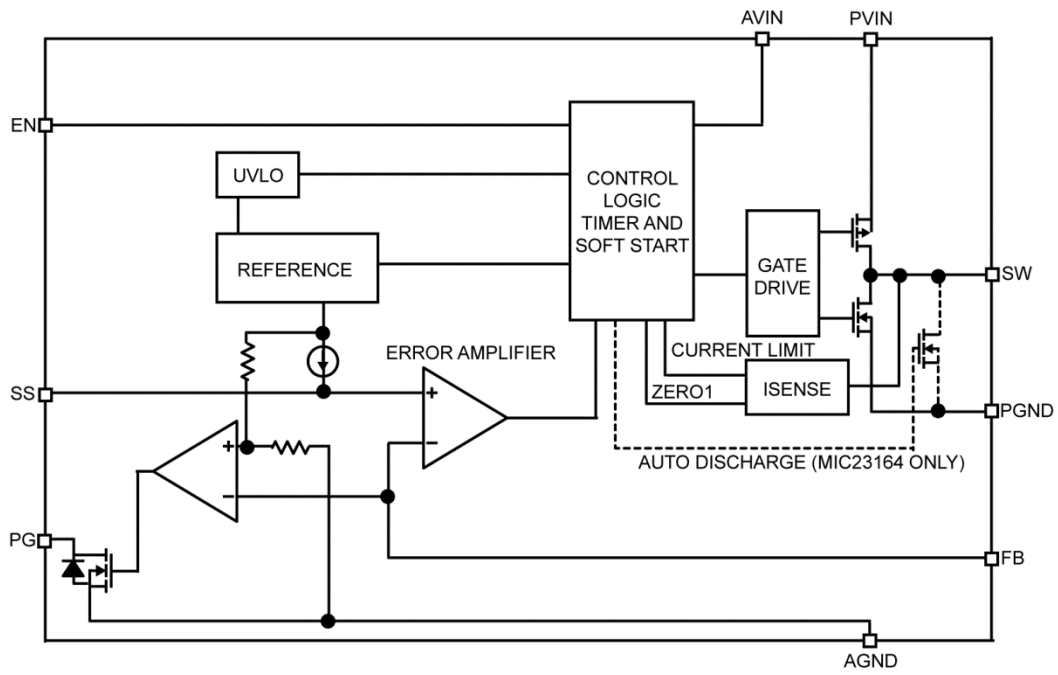 AVIN
PVIN
EN
UVLO
CONTROL
LOGIC
TIMER AND
SOFT START
REFERENCE
GATE
DRIVE
SW
ERROR AMPLIFIER
CURRENT LIMIT
SS
+
−
ZERO1
ISENSE
PGND
+
−
AUTO DISCHARGE (MIC23164 ONLY)
PG
FB
AGND